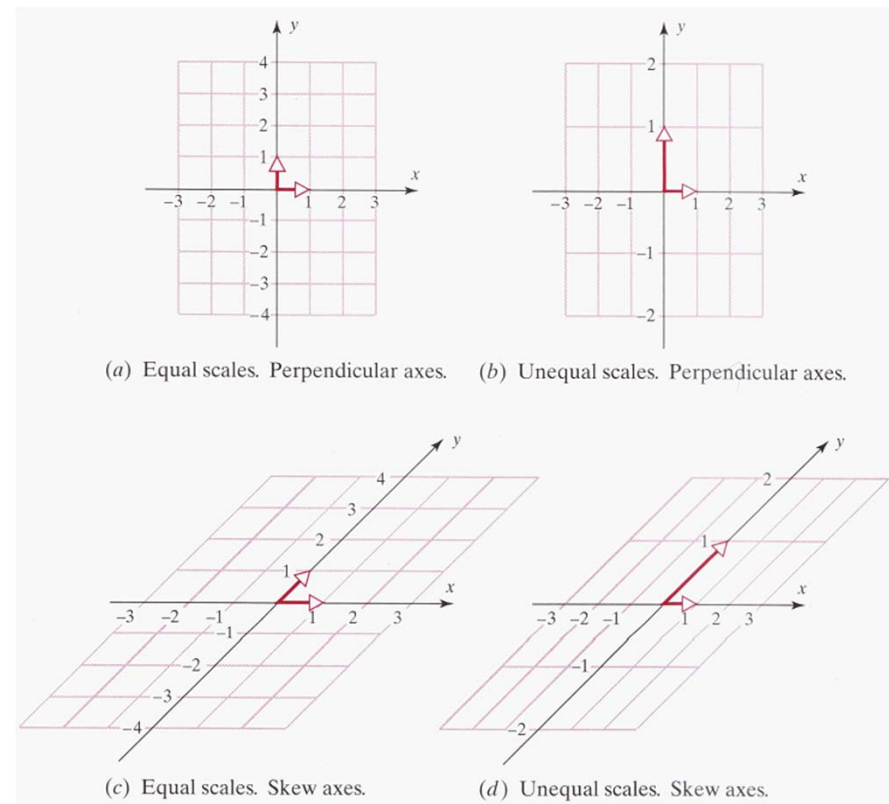 y
4
3
2
1
x
-3 -2 -1 1 2 3
-1
-2
-3
-4
(a) Equal scales. Perpendicular axes.
y
2
1
x
-3 -2 -1 1 2 3
-1
-2
(b) Unequal scales. Perpendicular axes.
y
4
3
2
1
x
-3 -2 -1 1 2 3
-1
-2
-3
-4
(c) Equal scales. Skew axes.
y
2
1
x
-3 -2 -1 1 2 3
-1
-2
(d) Unequal scales. Skew axes.